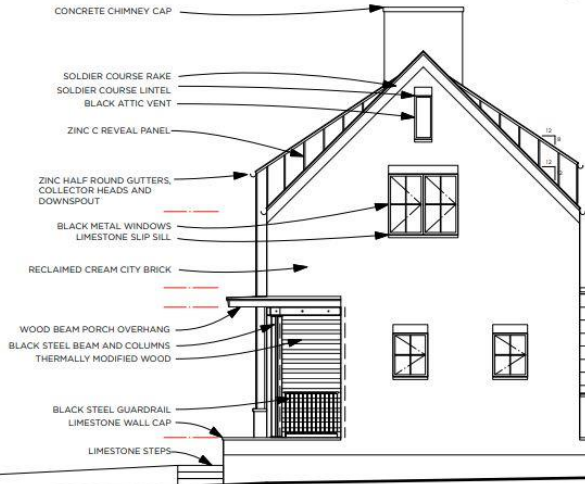 CONCRETE CHIMNEY CAP
SOLDIER COURSE RAKE
SOLDIER COURSE LINTEL
BLACK ATTIC VENT
ZINC C REVEAL PANEL
ZINC HALF ROUND GUTTERS,
COLLECTOR HEADS AND
DOWNSPOUT
BLACK METAL WINDOWS
LIMESTONE SLIP SILL
RECLAIMED CREAM CITY BRICK
WOOD BEAM PORCH OVERHANG
BLACK STEEL BEAM AND COLUMNS
THERMALLY MODIFIED WOOD
BLACK STEEL GUARDRAIL
LIMESTONE WALL CAP
LIMESTONE STEPS
12
12